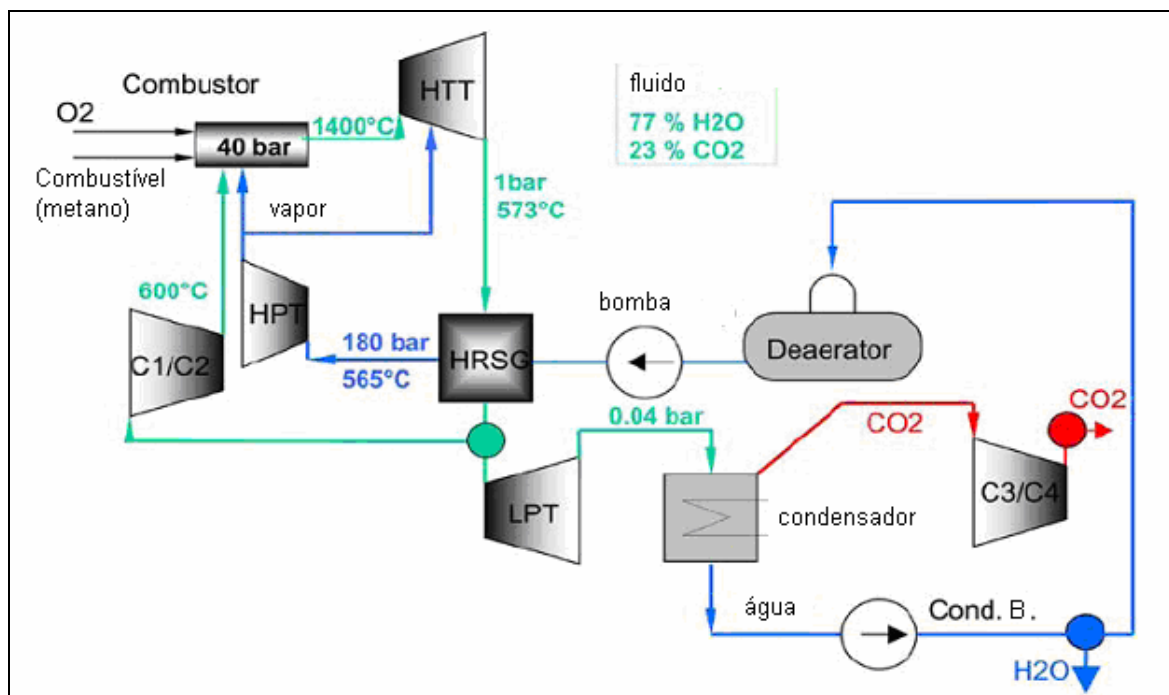 Combustor
O2
Combustível
(metano)
40 bar
1400°C
HTT
fluido
77 % H2O
23 % CO2
vapor
1bar
573°C
600°C
C1/C2
HPT
180 bar
565°C
HRSG
bomba
Deaerator
0.04 bar
LPT
CO2
CO2
C3/C4
condensador
água
Cond. B .
H2O